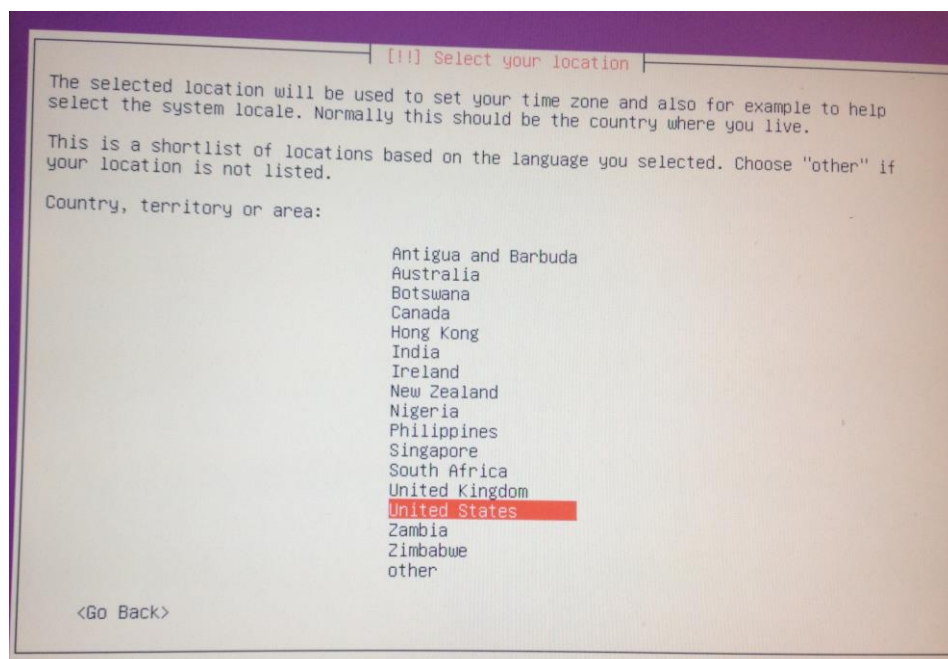 [!!] Select your location
The selected location will be used to set your time zone and also for example to help
select the system locale. Normally this should be the country where you live.
This is a shortlist of locations based on the language you selected. Choose "other" if
your location is not listed.
Country, territory or area:
Antigua and Barbuda
Australia
Botswana
Canada
Hong Kong
India
Ireland
New Zealand
Nigeria
Philippines
Singapore
South Africa
United Kingdom
United States
Zambia
Zimbabwe
other
<Go Back>